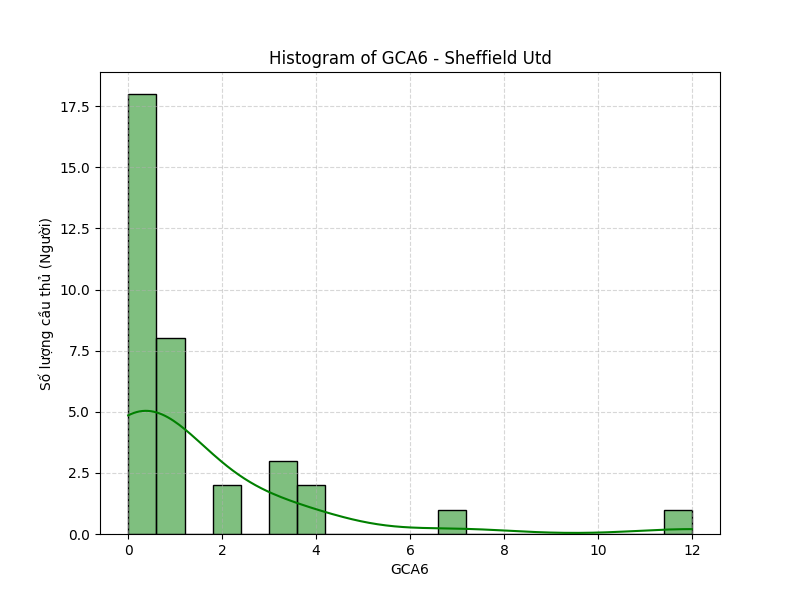 Histogram of GCA6 - Sheffield Utd
Số lượng cầu thủ (Người)
17.5
15.0
12.5
10.0
7.5
5.0
2.5
0.0
0 2 4 6 8 10 12
GCA6